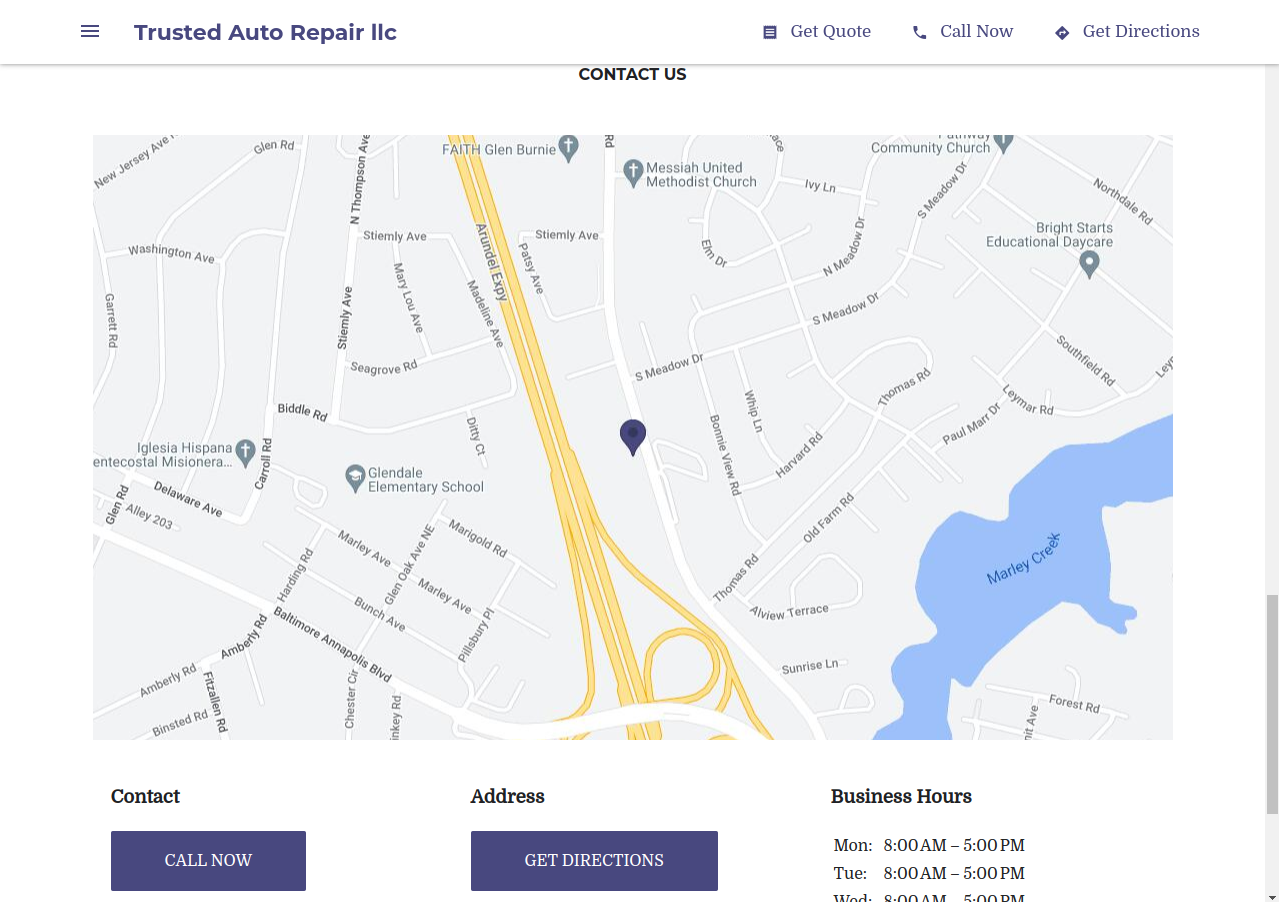 Trusted Auto Repair llc
Get Quote
Call Now
Get Directions
CONTACT US
New Jersey Ave
Glen Rd
N Thompson Ave
FAITH Glen Burnie
Rd
Messiah United
Methodist Church
Community Church
Ivy Ln
S Meadow Dr
Northdale Rd
Washington Ave
Stiemly Ave
Arundel Expy
Stiemly Ave
Patsy Ave
Elm Dr
N Meadow Dr
Bright Starts
Educational Daycare
Garrett Rd
Stiemly Ave
Mary Lou Ave
Madeline Ave
S Meadow Dr
Seagrove Rd
S Meadow Dr
Southfield Rd
Biddle Rd
Ditty Ct
Whip Ln
Bonnie View Rd
Thomas Rd
Leymar Rd
Paul Marr Dr
Harvard Rd
Iglesia Hispana
entecostal Misionera...
Carroll Rd
Glendale
Elementary School
Glen Rd
Delaware Ave
Alley 203
Marigold Rd
Old Farm Rd
Marley Creek
Harding Rd
Marley Ave
Glen Oak Ave NE
Marley Ave
Bunch Ave
Pillsbury Pl
Thomas Rd
Alview Terrace
Baltimore Annapolis Blvd
Amberly Rd
Amberly Rd
Fitzallen Rd
Binsted Rd
Chester Cir
inkey Rd
Sunrise Ln
Forest Rd
nit Ave
Contact
Address
Business Hours
CALL NOW
GET DIRECTIONS
Mon: 8:00 AM – 5:00 PM
Tue: 8:00 AM – 5:00 PM
Wed: 8:00 AM – 5:00 PM